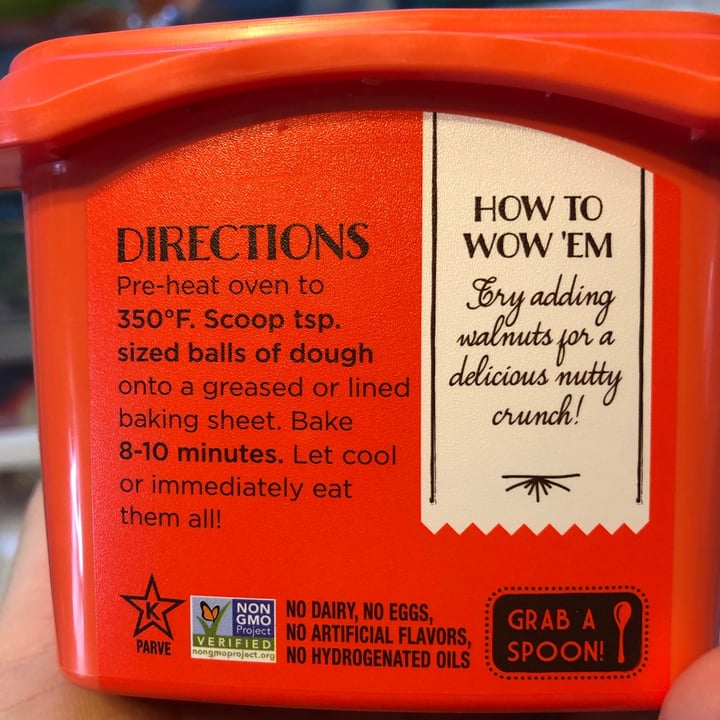 DIRECTIONS
Pre-heat oven to
350°F. Scoop tsp.
sized balls of dough
onto a greased or lined
baking sheet. Bake
8-10 minutes. Let cool
or immediately eat
them all!
HOW TO
WOW 'EM
Try adding
walnuts for a
delicious nutty
crunch!
K
PARVE
NON
GMO
Project
VERIFIED
nongmoproject.org
NO DAIRY, NO EGGS,
NO ARTIFICIAL FLAVORS,
NO HYDROGENATED OILS
GRAB A
SPOON!